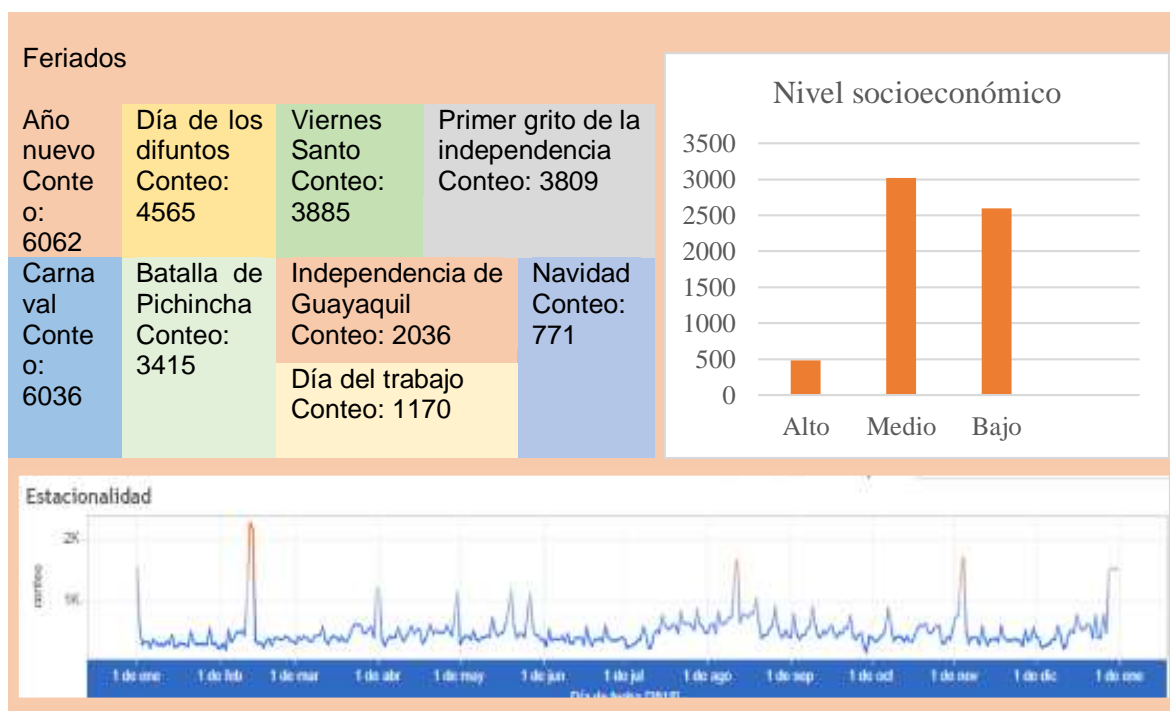 Feriados
Año
nuevo
Conte
o:
6062
Día de los
difuntos
Conteo:
4565
Viernes
Santo
Conteo:
3885
Primer grito de la
independencia
Conteo: 3809
Carna
val
Conte
o:
6036
Batalla de
Pichincha
Conteo:
3415
Independencia de
Guayaquil
Conteo: 2036
Navidad
Conteo:
771
Día del trabajo
Conteo: 1170
Nivel socioeconómico
3500
3000
2500
2000
1500
1000
500
0
Alto Medio Bajo
Estacionalidad
2K
conteo
1K
1 de ene 1 de feb 1 de mar 1 de abr 1 de may 1 de jun 1 de jul 1 de ago 1 de sep 1 de oct 1 de nov 1 de dic 1 de ene
Día de fecha